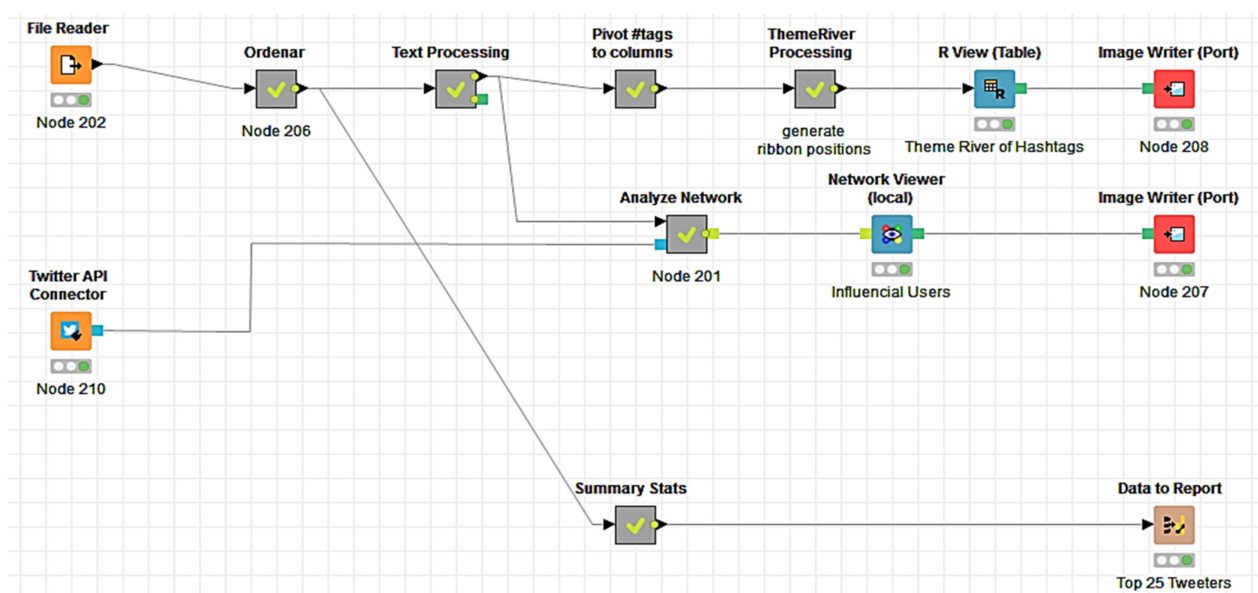 File Reader
Node 202
Ordenar
Node 206
Text Processing
Pivot #tags
to columns
ThemeRiver
Processing
generate
ribbon positions
R View (Table)
R
Theme River of Hashtags
Image Writer (Port)
Node 208
Analyze Network
Node 201
Network Viewer
(local)
Influencial Users
Image Writer (Port)
Node 207
Twitter API
Connector
Node 210
Summary Stats
Data to Report
Top 25 Tweeters